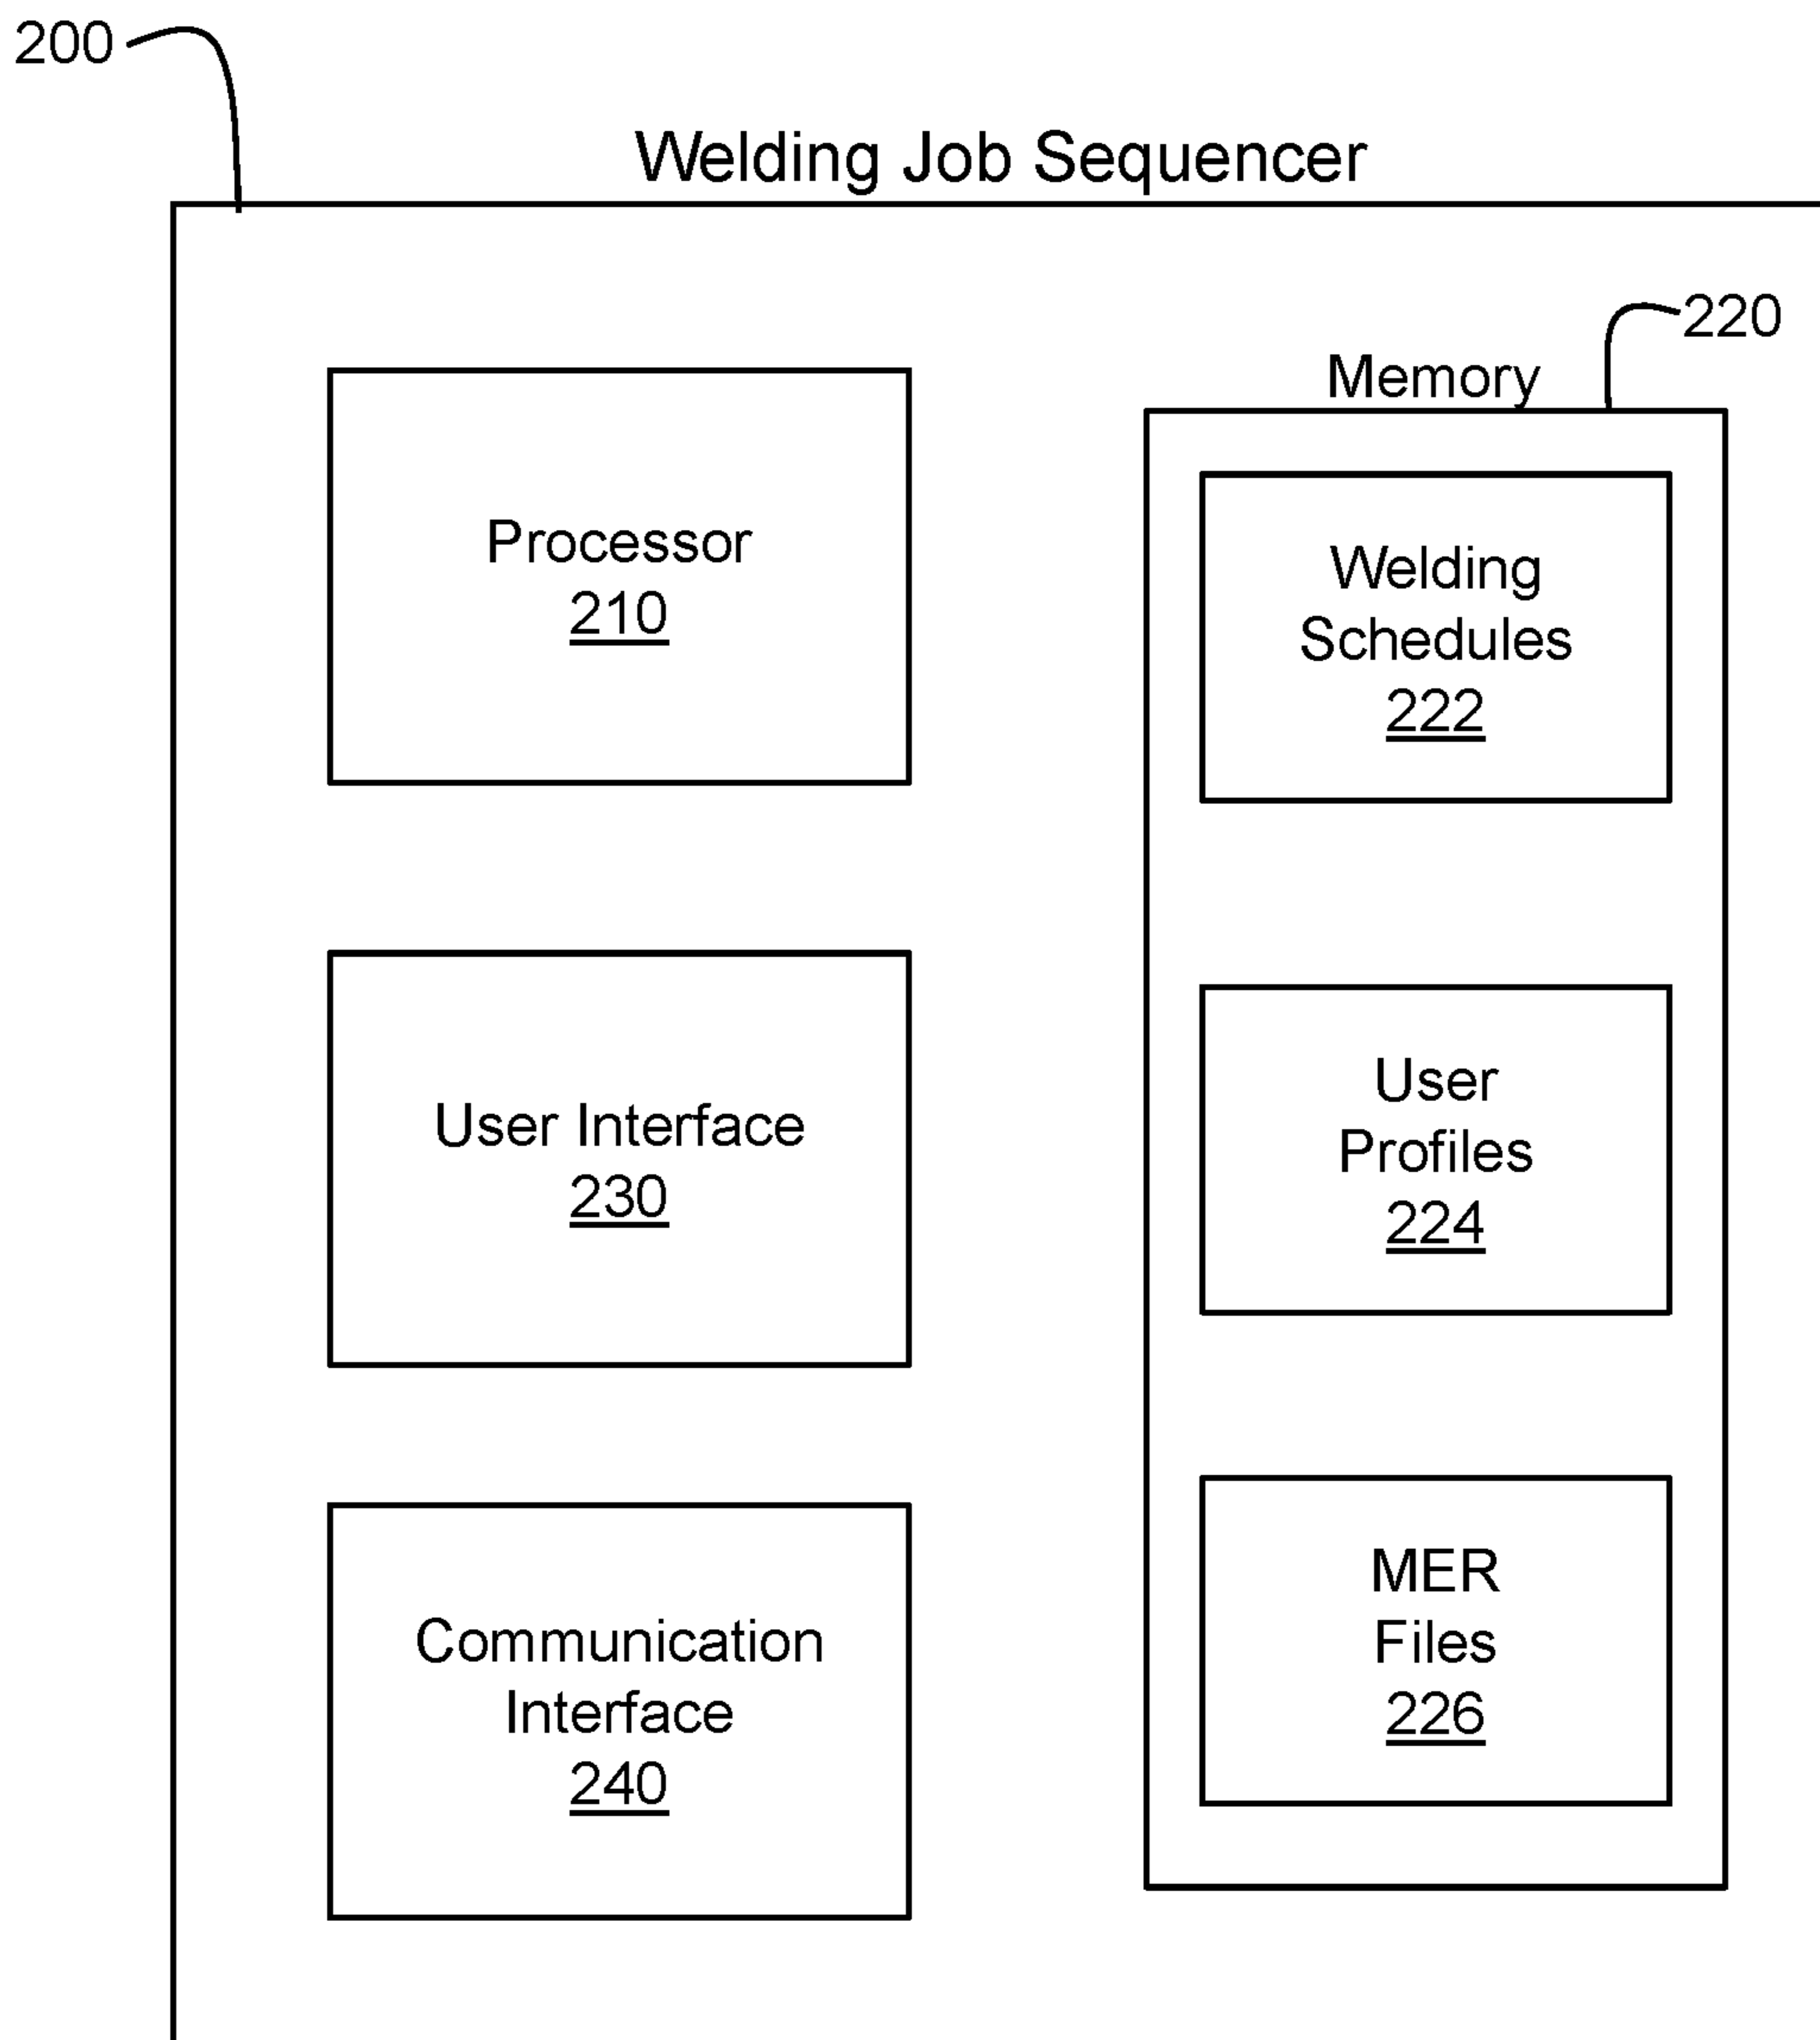 200
Welding Job Sequencer
220
Memory
Processor
210
Welding
Schedules
222
User Interface
230
User
Profiles
224
Communication
Interface
240
MER
Files
226